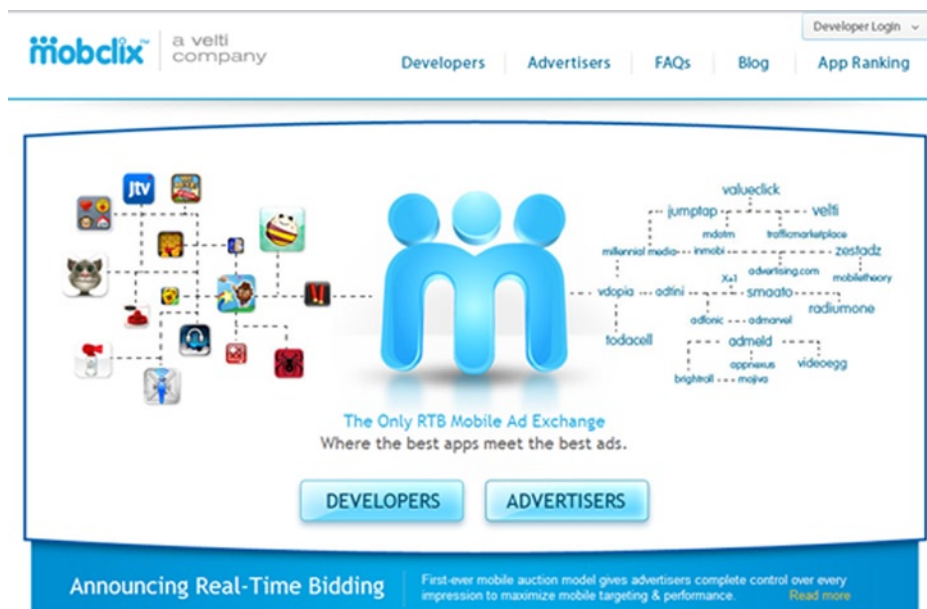 Developer Login
mobclix™ a velti
company
Developers Advertisers FAQs Blog App Ranking
Jtv
valueclick
jumptap velti
mdotm trafficmarketplace
millennial media inmobi zestadz
advertising.com
X+1 mobiletheory
vdopia adtini smaato
radiumone
adfonic admarvel
todacell admeld
appnexus videoegg
brightroll mojiva
The Only RTB Mobile Ad Exchange
Where the best apps meet the best ads.
DEVELOPERS ADVERTISERS
Announcing Real-Time Bidding
First-ever mobile auction model gives advertisers complete control over every
impression to maximize mobile targeting & performance. Read more